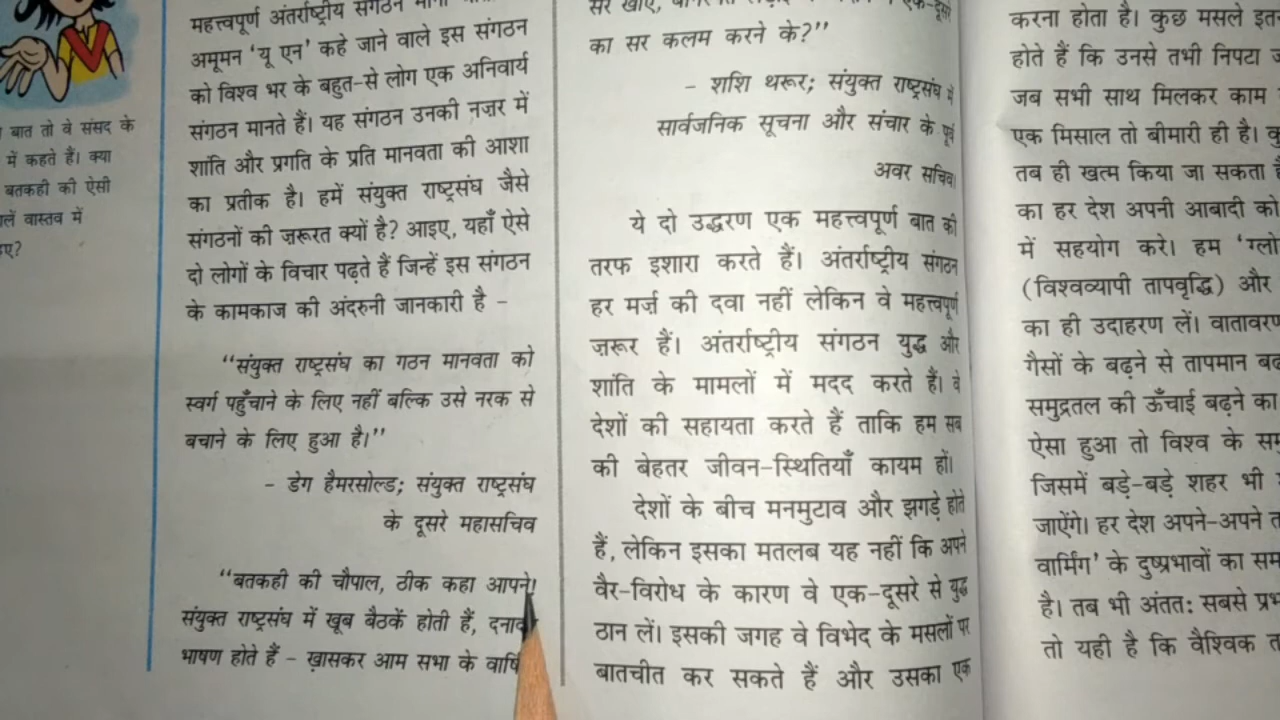 बात तो वे संसद के
में कहते हैं। क्या
बतकही की ऐसी
वास्तव में
महत्त्वपूर्ण अंतर्राष्ट्रीय संगठन
अमूमन ‘यू एन’ कहे जाने वाले इस संगठन
को विश्व भर के बहुत-से लोग एक अनिवार्य
संगठन मानते हैं। यह संगठन उनकी नज़र में
शांति और प्रगति के प्रति मानवता की आशा
का प्रतीक है। हमें संयुक्त राष्ट्रसंघ जैसे
संगठनों की ज़रूरत क्यों है? आइए, यहाँ ऐसे
दो लोगों के विचार पढ़ते हैं जिन्हें इस संगठन
के कामकाज की अंदरुनी जानकारी है –
“संयुक्त राष्ट्रसंघ का गठन मानवता को
स्वर्ग पहुँचाने के लिए नहीं बल्कि उसे नरक से
बचाने के लिए हुआ है।”
- डेग हैमरसोल्ड; संयुक्त राष्ट्रसंघ
के दूसरे महासचिव
“बतकही की चौपाल, ठीक कहा आपने!
संयुक्त राष्ट्रसंघ में खूब बैठकें होती हैं,
भाषण होते हैं – ख़ासकर आम सभा के
का सर कलम करने के?”
- शशि थरूर; संयुक्त राष्ट्रसंघ में
सार्वजनिक सूचना और संचार के पूर्व
अवर सचिव।
ये दो उद्धरण एक महत्त्वपूर्ण बात की
तरफ इशारा करते हैं। अंतर्राष्ट्रीय संगठन
हर मर्ज़ की दवा नहीं लेकिन वे महत्त्वपूर्ण
ज़रूर हैं। अंतर्राष्ट्रीय संगठन युद्ध और
शांति के मामलों में मदद करते हैं। वे
देशों की सहायता करते हैं ताकि हम सब
की बेहतर जीवन-स्थितियाँ कायम हों।
देशों के बीच मनमुटाव और झगड़े होते
हैं, लेकिन इसका मतलब यह नहीं कि अपने
वैर-विरोध के कारण वे एक-दूसरे से युद्ध
ठान लें। इसकी जगह वे विभेद के मसलों पर
बातचीत कर सकते हैं और उसका एक
करना होता है। कुछ मसले
होते हैं कि उनसे तभी निपटा
जब सभी साथ मिलकर काम
एक मिसाल तो बीमारी ही है।
तब ही खत्म किया जा सकता
का हर देश अपनी आबादी को
में सहयोग करे। हम
(विश्वव्यापी तापवृद्धि) और
का ही उदाहरण लें।
गैसों के बढ़ने से तापमान
समुद्रतल की ऊँचाई बढ़ने का
ऐसा हुआ तो विश्व के
जिसमें बड़े-बड़े शहर भी
जाएँगे। हर देश अपने-अपने
वार्मिंग’ के दुष्प्रभावों का
है। तब भी अंतत: सबसे
तो यही है कि वैश्विक